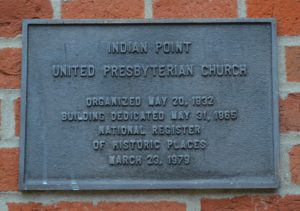 INDIAN POINT
UNITED PRESBYTERIAN CHURCH
ORGANIZED MAY 20, 1832
BUILDING DEDICATED MAY 31, 1865
NATIONAL REGISTER
OF HISTORIC PLACES
MARCH 23, 1979